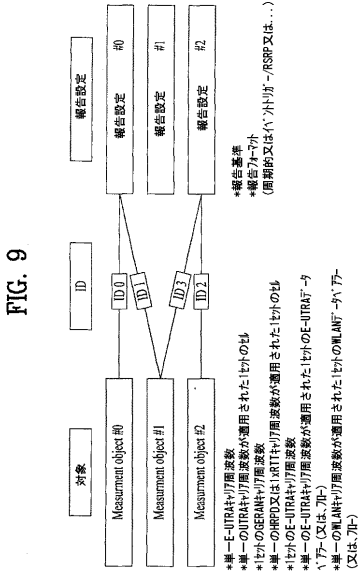 FIG. 9
対象
ID
報告設定
Measurment object #0
Measurment object #1
Measurment object #2
ID 0
ID 1
ID 3
ID 2
報告設定 #0
報告設定 #1
報告設定 #2
*単一E-UTRAｷｬﾘｱ周波数
*単一のUTRAｷｬﾘｱ周波数が適用された1ｾｯﾄのｾﾙ
*1ｾｯﾄのGERANｷｬﾘｱ周波数
*単一のHRPD又は1xRTTｷｬﾘｱ周波数が適用された1ｾｯﾄのｾﾙ
*1ｾｯﾄのE-UTRAｷｬﾘｱ周波数
*単一のE-UTRAｷｬﾘｱ周波数が適用された1ｾｯﾄのE-UTRAﾃﾞｰﾀ
ﾍﾞｱﾗｰ(又は､ﾌﾛｰ)
*単一のWLANｷｬﾘｱ周波数が適用された1ｾｯﾄのWLANﾃﾞｰﾀﾍﾞｱﾗｰ
(又は､ﾌﾛｰ)
*報告基準
*報告ﾌｫｰﾏｯﾄ
(周期的又はｲﾍﾞﾝﾄﾄﾘｶﾞｰ/RSRP又は...)